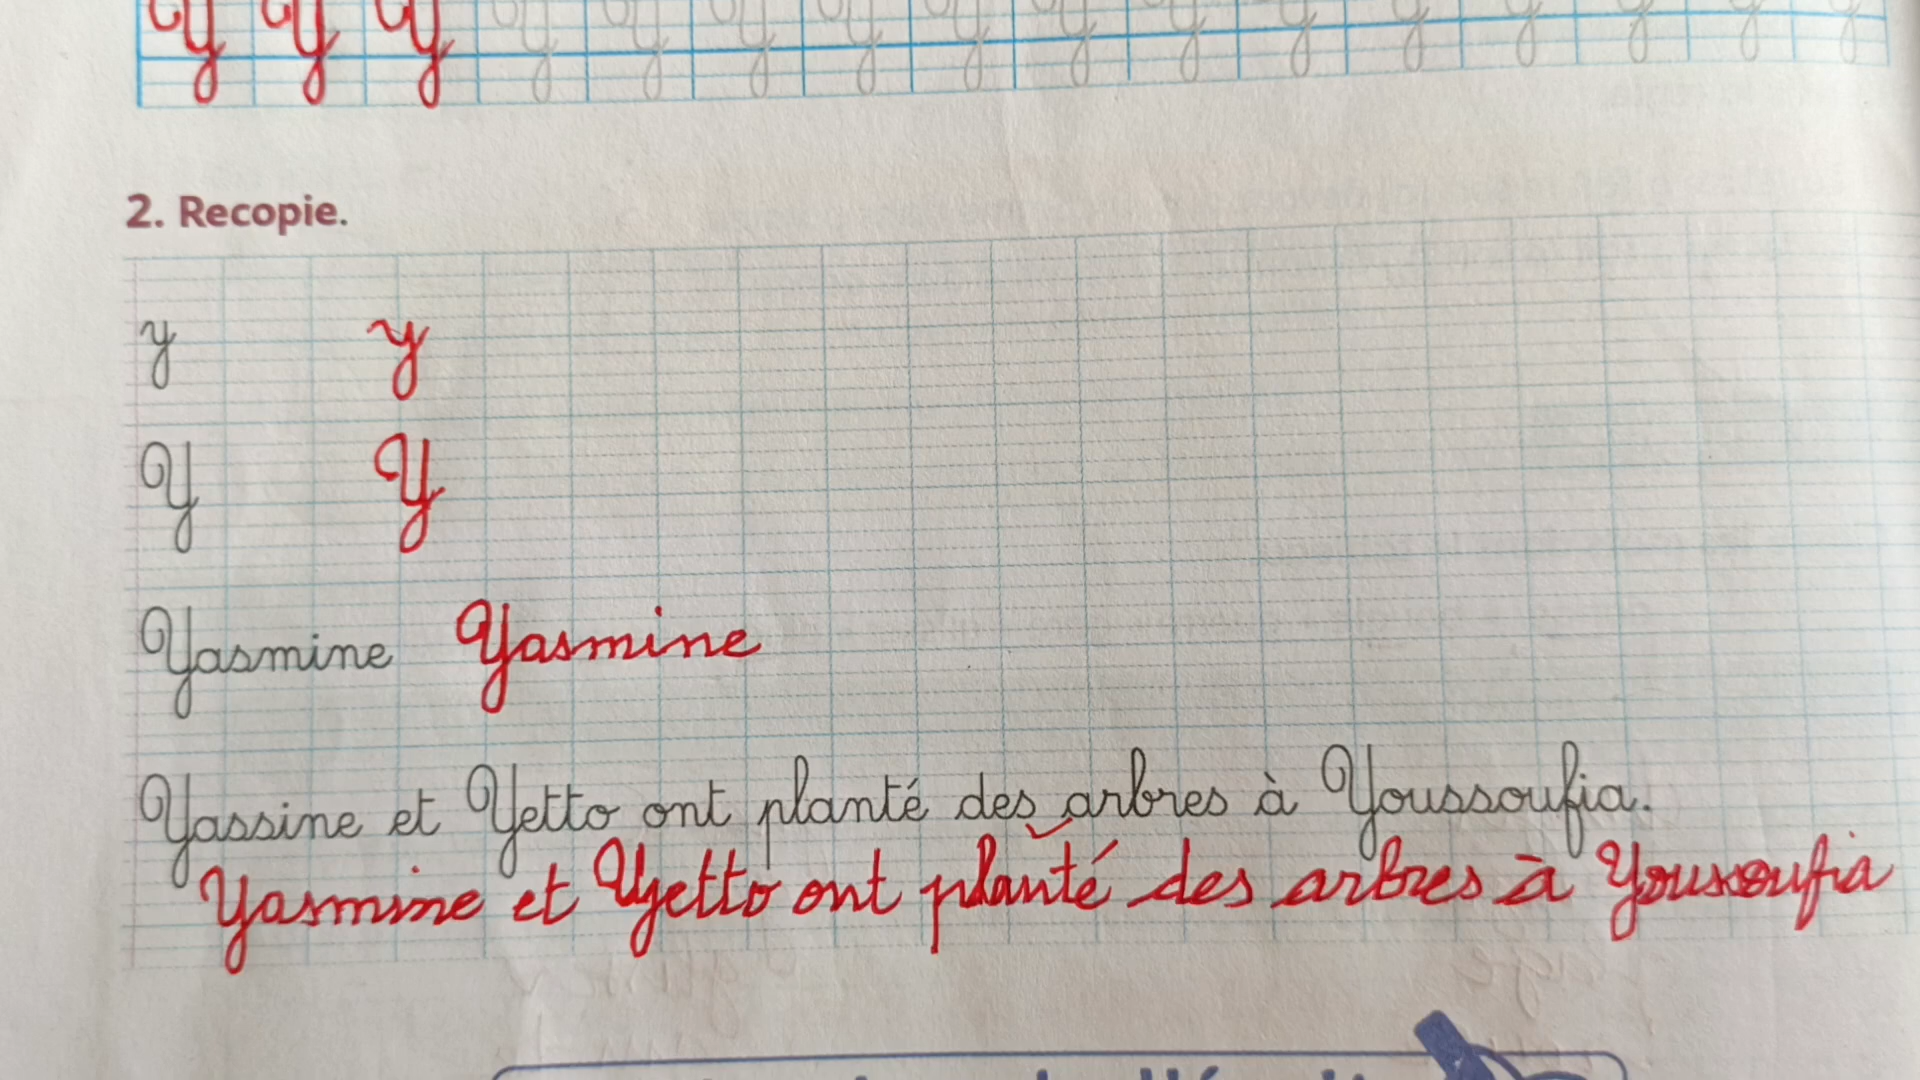 Y Y Y Y Y Y Y Y Y Y Y Y Y Y Y Y
2. Recopie.
y y
Y Y
Yasmine Yasmine
Yassine et Yetto ont planté des arbres à Youssoufia.
Yasmine et Yetto ont planté des arbres à Youssoufia